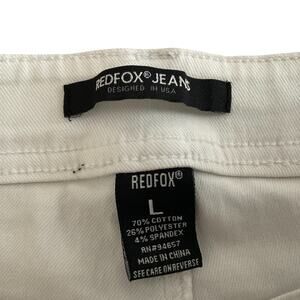 REDFOX® JEANS
DESIGNED IN U.S.A
REDFOX®
L
70% COTTON
26% POLYESTER
4% SPANDEX
RN#94657
MADE IN CHINA
SEE CARE ON REVERSE